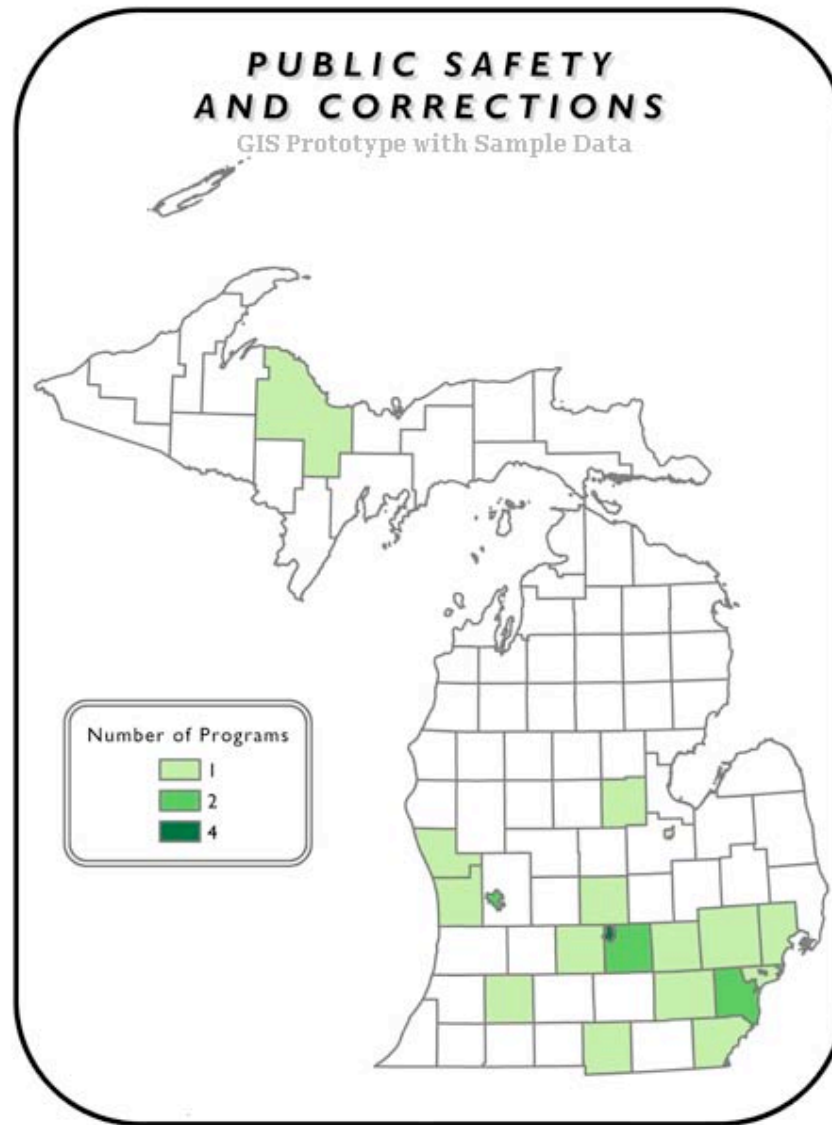 PUBLIC SAFETY
AND CORRECTIONS
GIS Prototype with Sample Data
Number of Programs
1
2
4